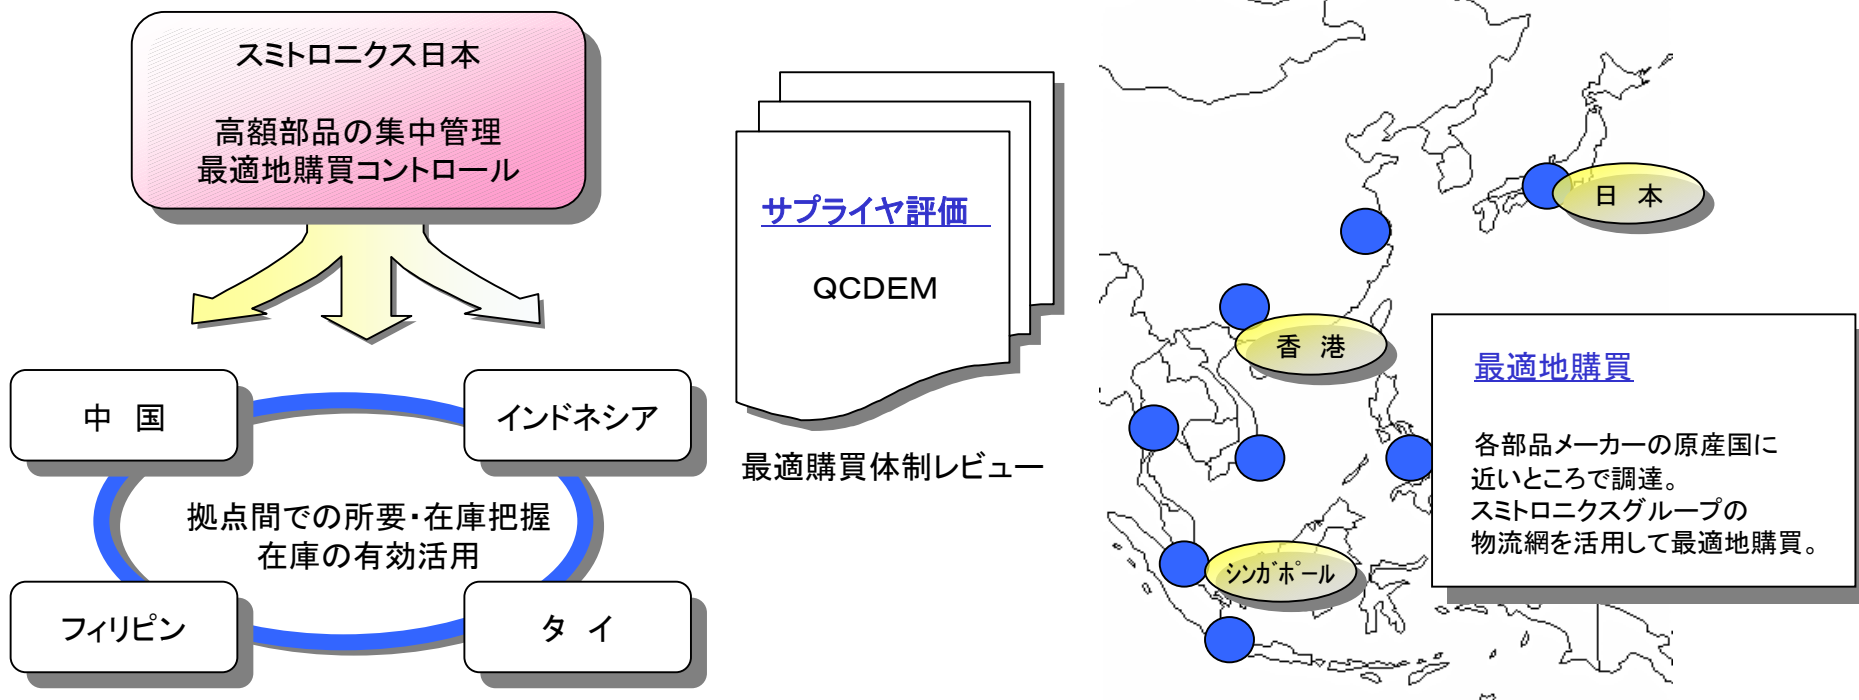 スミトロニクス日本
高額部品の集中管理
最適地購買コントロール
中 国
インドネシア
拠点間での所要・在庫把握
在庫の有効活用
フィリピン
タ イ
サプライヤ評価
QCDEM
最適購買体制レビュー
日 本
香 港
シンガポール
最適地購買
各部品メーカーの原産国に
近いところで調達。
スミトロニクスグループの
物流網を活用して最適地購買。